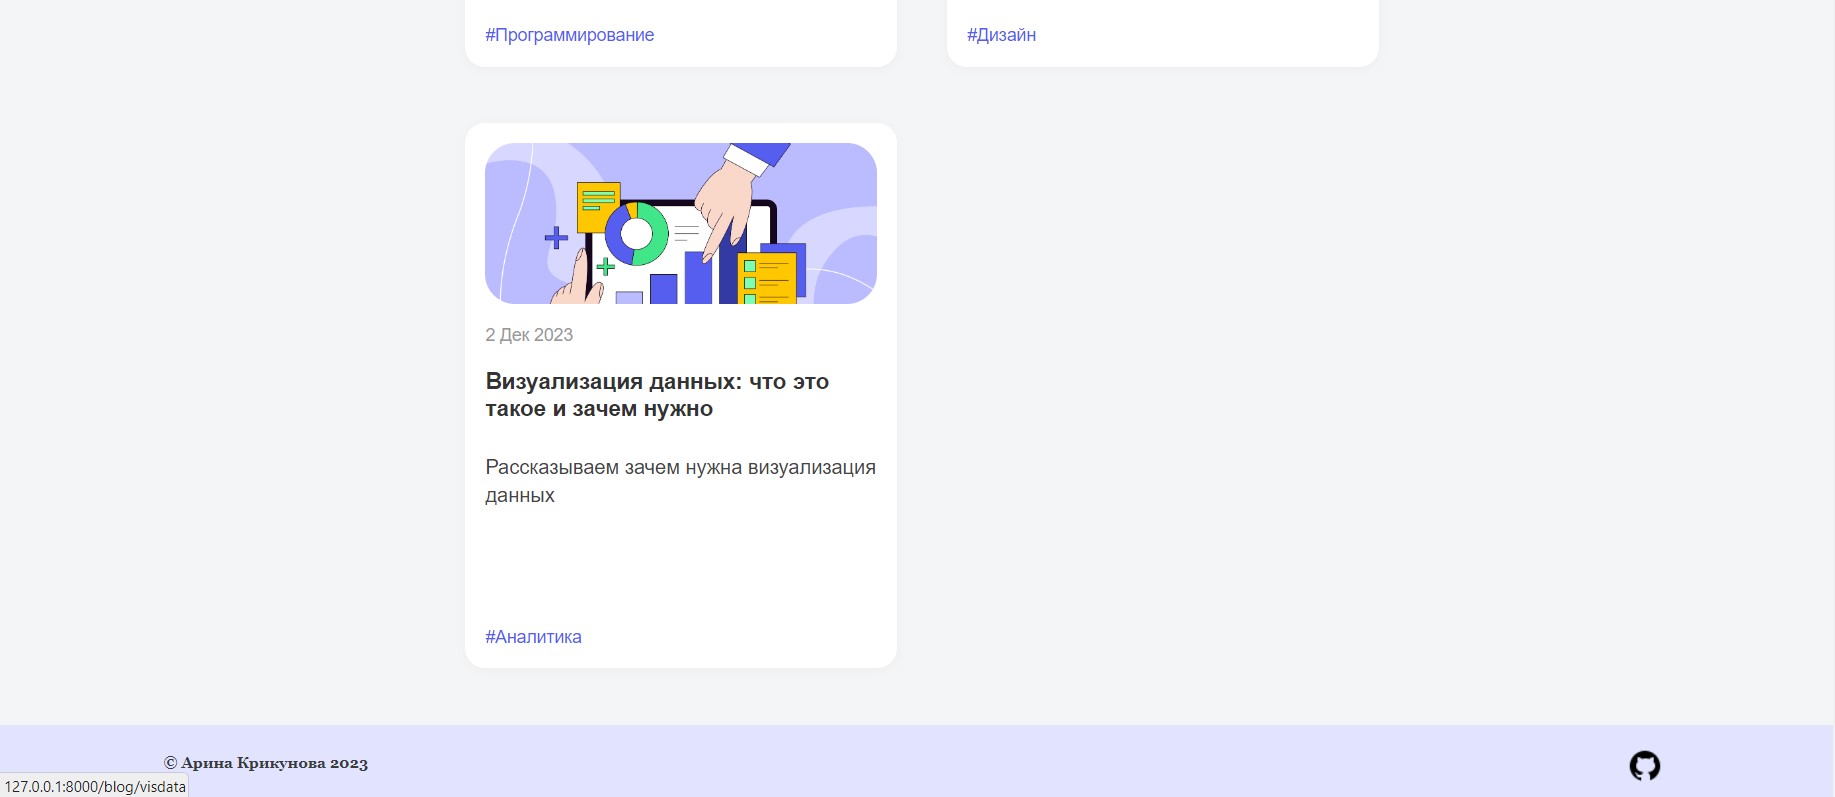 #Программирование
#Дизайн
2 Дек 2023
Визуализация данных: что это
такое и зачем нужно
Рассказываем зачем нужна визуализация
данных
#Аналитика
© Арина Крикунова 2023
127.0.0.1:8000/blog/visdata